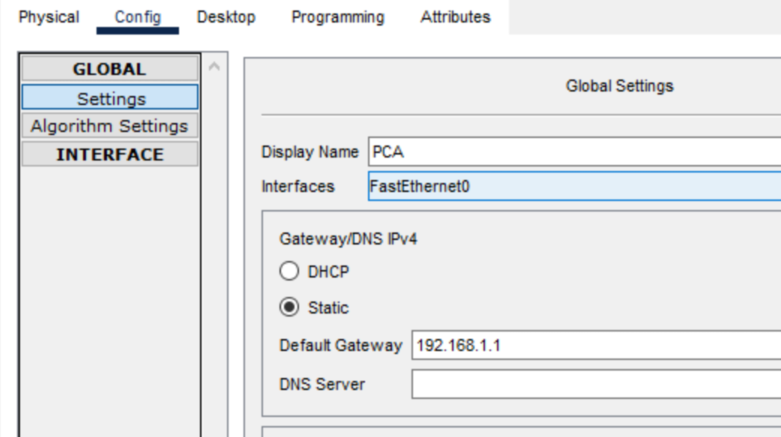 Physical Config Desktop Programming Attributes
GLOBAL
Settings
Algorithm Settings
INTERFACE
Global Settings
Display Name PCA
Interfaces FastEthernet0
Gateway/DNS IPv4
DHCP
Static
Default Gateway 192.168.1.1
DNS Server